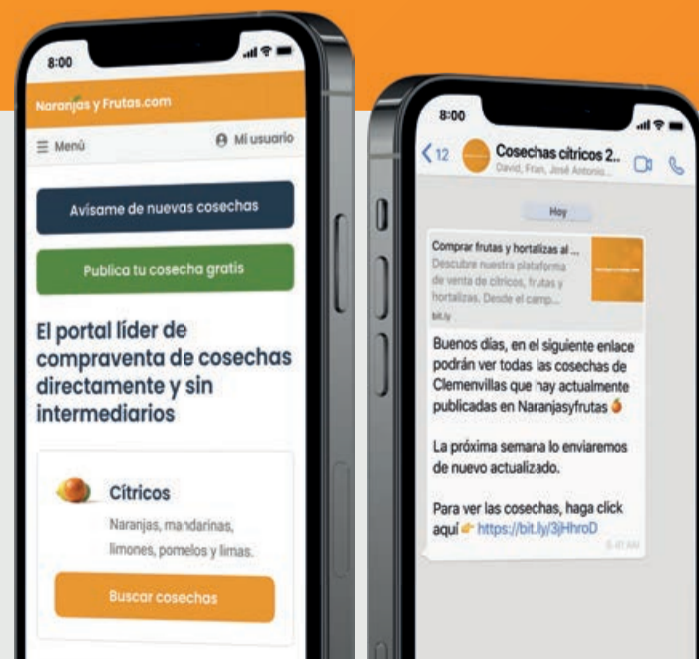 8:00
Naranjas y Frutas.com
Menú
Mi usuario
Avísame de nuevas cosechas
Publica tu cosecha gratis
El portal líder de
compraventa de cosechas
directamente y sin
intermediarios
Cítricos
Naranjas, mandarinas,
limones, pomelos y limas.
Buscar cosechas
8:00
12
Cosechas cítricos 2..
David, Fran, José Antonio...
Hoy
Comprar frutas y hortalizas al ...
Descubre nuestra plataforma
de venta de cítricos, frutas y
hortalizas. Desde el camp...
bit.ly
Buenos días, en el siguiente enlace
podrán ver todas las cosechas de
Clemenvillas que hay actualmente
publicadas en Naranjasyfrutas 🍊
La próxima semana lo enviaremos
de nuevo actualizado.
Para ver las cosechas, haga click
aquí 👉 https://bit.ly/3jHhroD